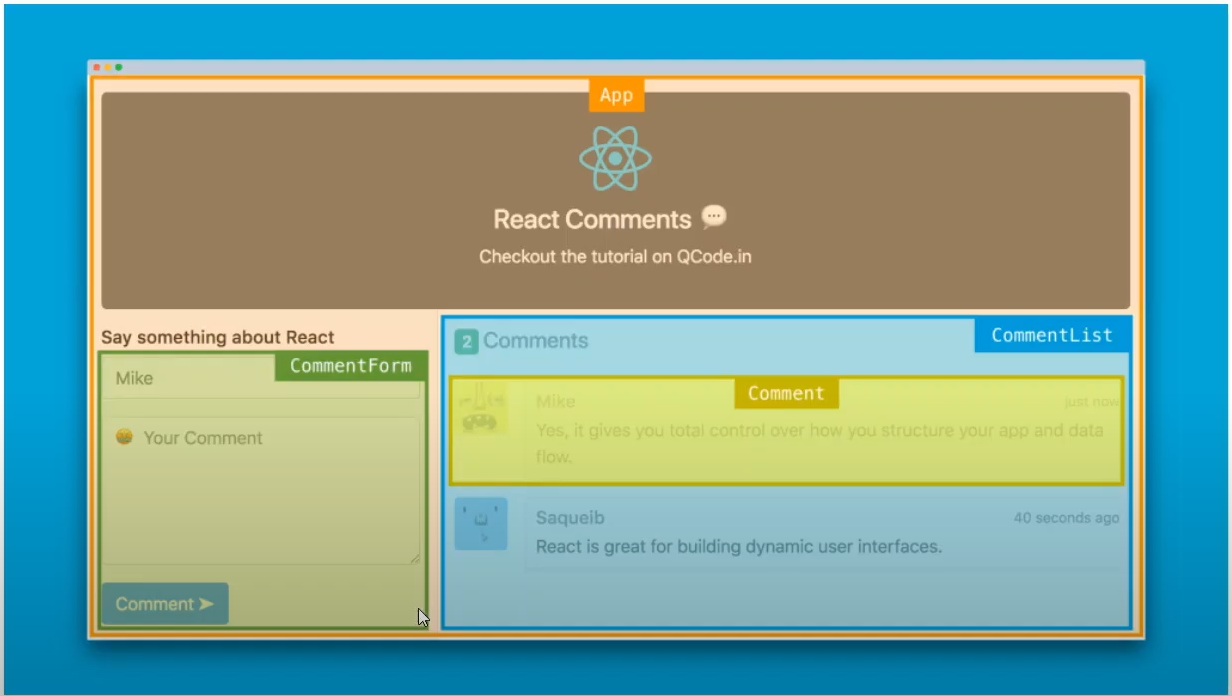 App
React Comments 💬
Checkout the tutorial on QCode.in
Say something about React
CommentForm
Mike
😀 Your Comment
Comment ➤
2 Comments
CommentList
Comment
Mike
just now
Yes, it gives you total control over how you structure your app and data
flow.
Saqueib
40 seconds ago
React is great for building dynamic user interfaces.